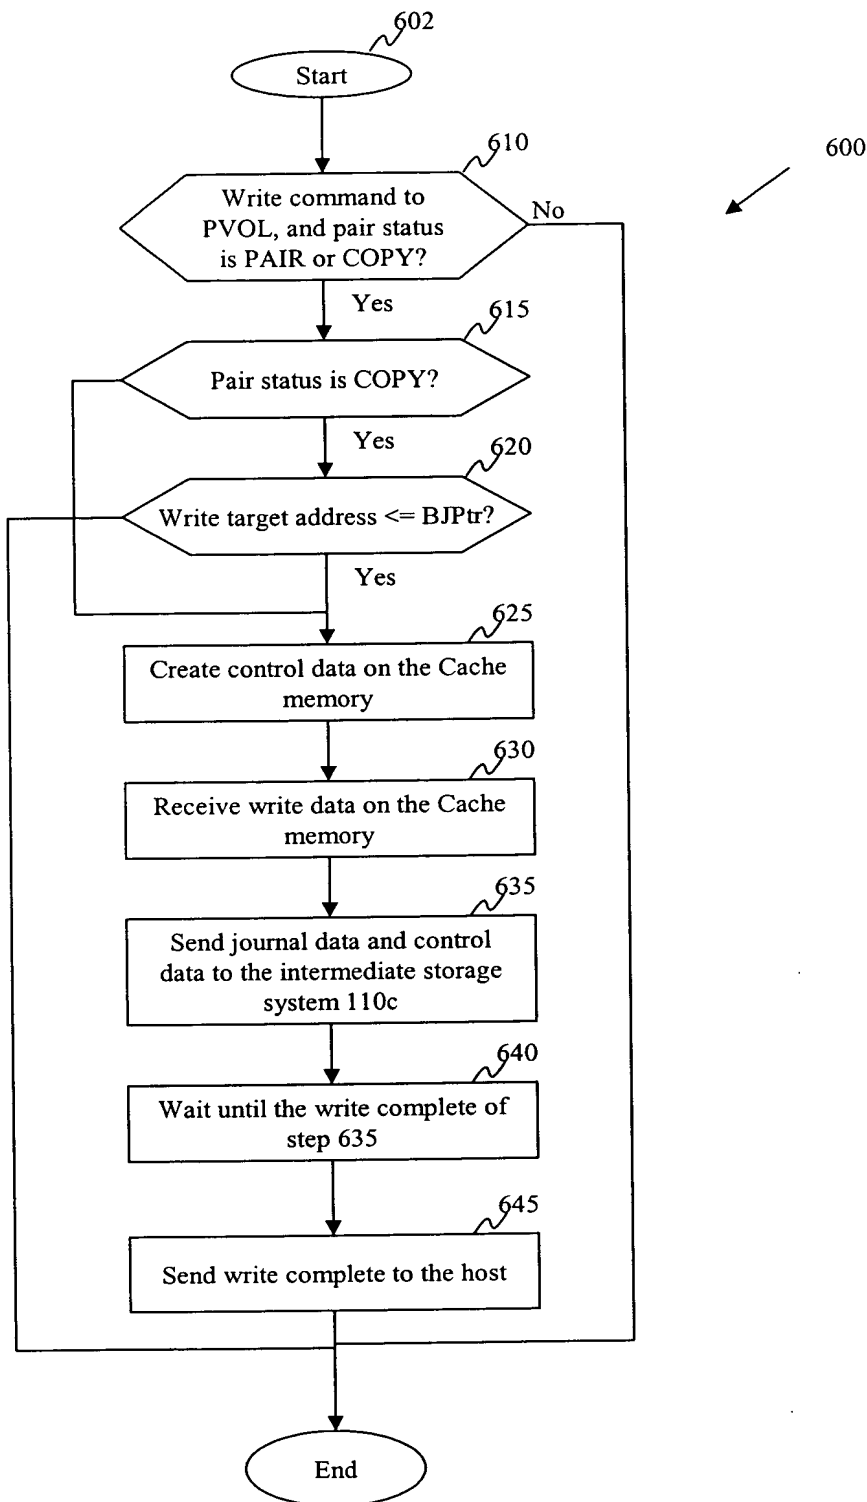 602
Start
600
610
Write command to
PVOL, and pair status
is PAIR or COPY?
No
Yes
615
Pair status is COPY?
Yes
620
Write target address <= BJPtr?
Yes
625
Create control data on the Cache
memory
630
Receive write data on the Cache
memory
635
Send journal data and control
data to the intermediate storage
system 110c
640
Wait until the write complete of
step 635
645
Send write complete to the host
End